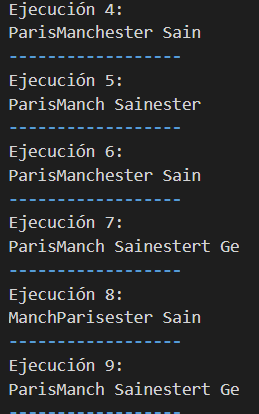 Ejecución 4:
ParisManchester Sain
------------------
Ejecución 5:
ParisManch Sainester
------------------
Ejecución 6:
ParisManchester Sain
------------------
Ejecución 7:
ParisManch Sainestert Ge
------------------
Ejecución 8:
ManchParisester Sain
------------------
Ejecución 9:
ParisManch Sainestert Ge
------------------